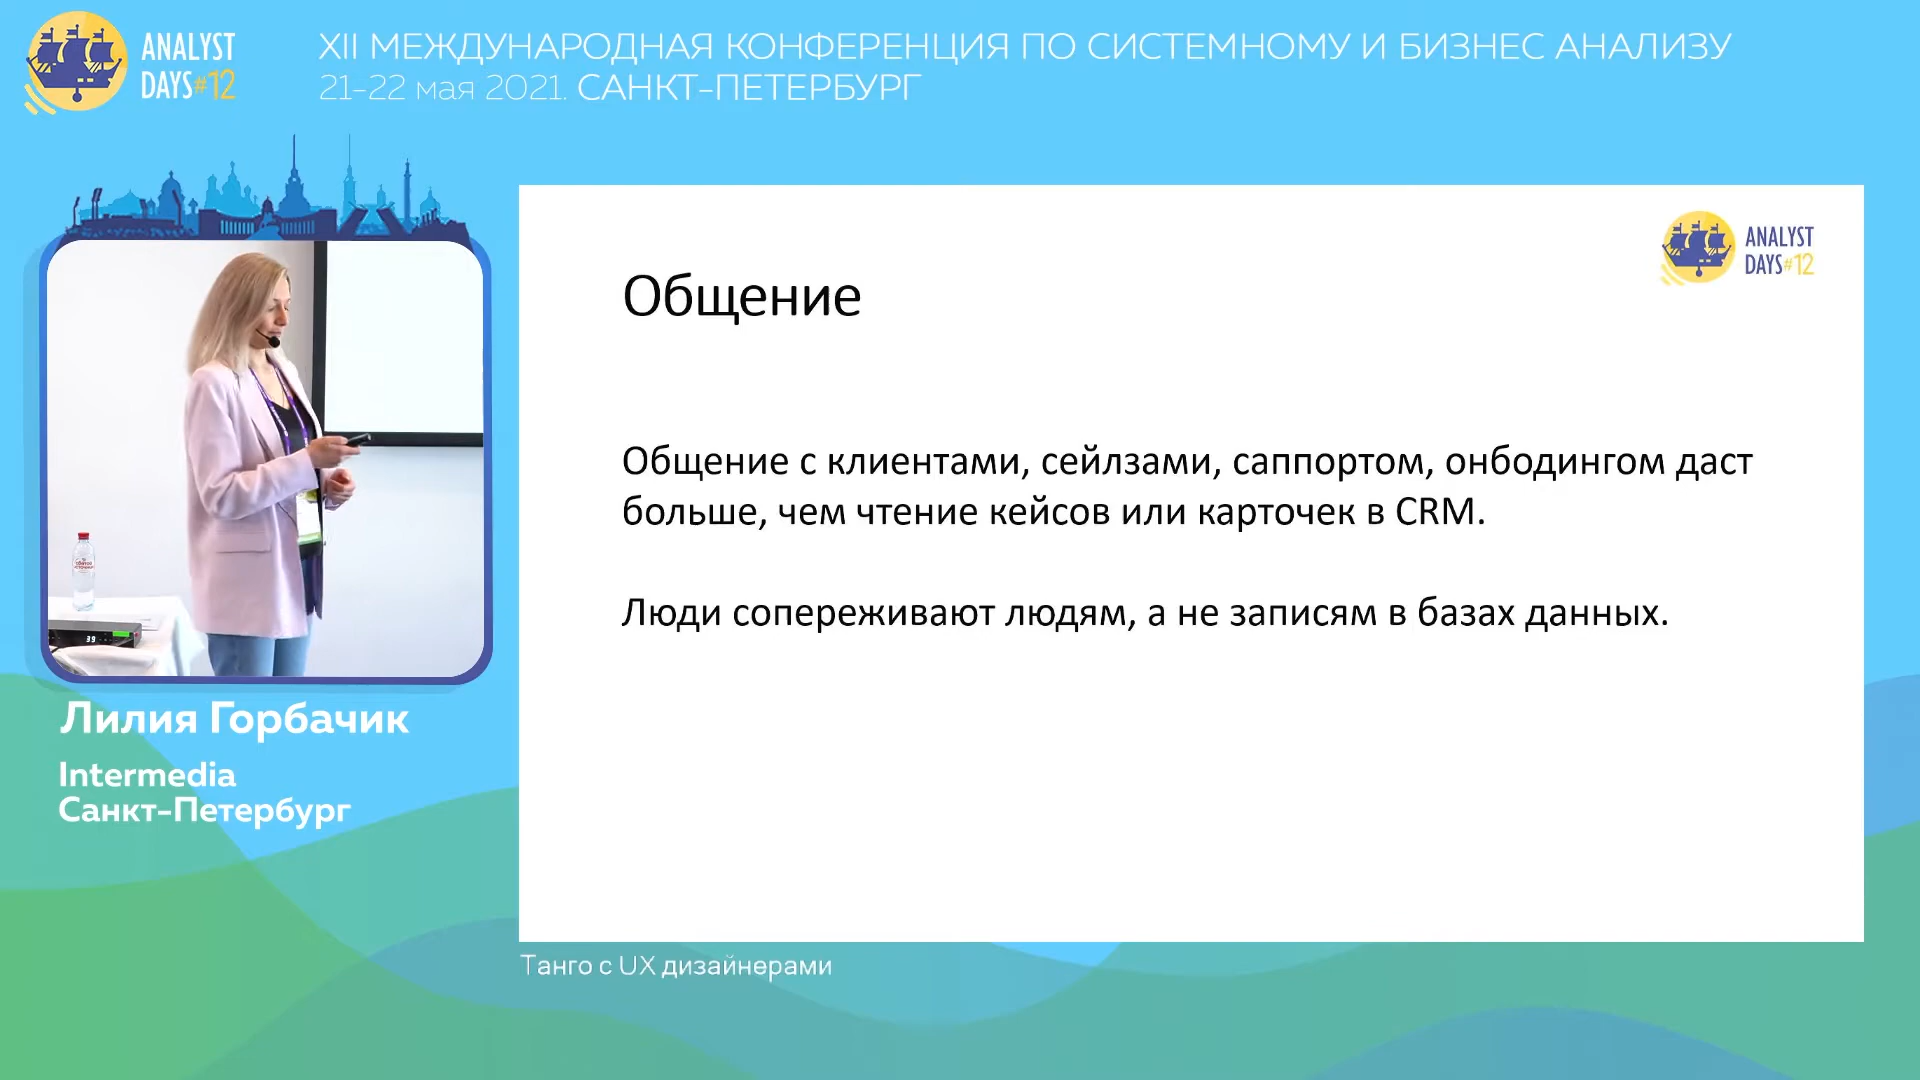 ANALYST
DAYS#12
XII МЕЖДУНАРОДНАЯ КОНФЕРЕНЦИЯ ПО СИСТЕМНОМУ И БИЗНЕС АНАЛИЗУ
21-22 мая 2021. САНКТ-ПЕТЕРБУРГ
ANALYST
DAYS#12
Общение
Общение с клиентами, сейлзами, саппортом, онбодингом даст
больше, чем чтение кейсов или карточек в CRM.
Люди сопереживают людям, а не записям в базах данных.
39
Лилия Горбачик
Intermedia
Санкт-Петербург
Танго с UX дизайнерами